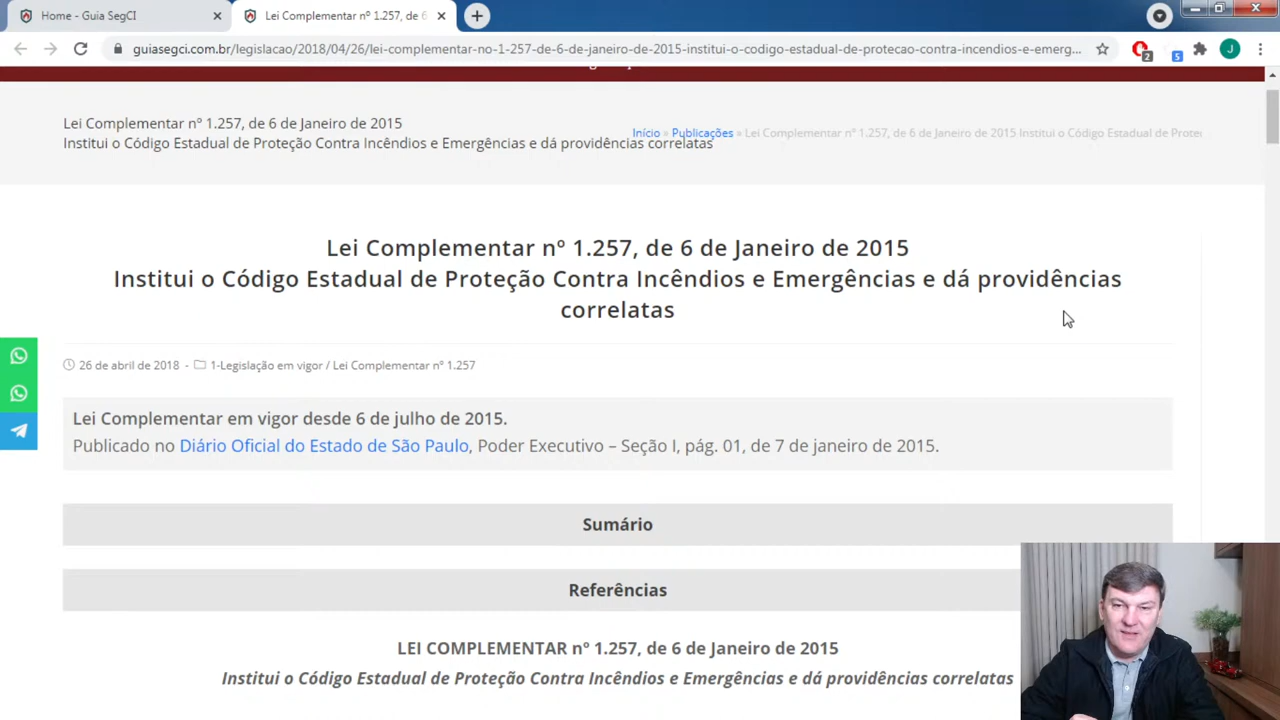 Home - Guia SegCI
Lei Complementar nº 1.257, de 6
guiasegci.com.br/legislacao/2018/04/26/lei-complementar-no-1-257-de-6-de-janeiro-de-2015-institui-o-codigo-estadual-de-protecao-contra-incendios-e-emerg...
2
5
J
Lei Complementar nº 1.257, de 6 de Janeiro de 2015
Institui o Código Estadual de Proteção Contra Incêndios e Emergências e dá providências correlatas
Início » Publicações » Lei Complementar nº 1.257, de 6 de Janeiro de 2015 Institui o Código Estadual de Prote
Lei Complementar nº 1.257, de 6 de Janeiro de 2015
Institui o Código Estadual de Proteção Contra Incêndios e Emergências e dá providências
correlatas
26 de abril de 2018 - 1-Legislação em vigor / Lei Complementar nº 1.257
Lei Complementar em vigor desde 6 de julho de 2015.
Publicado no Diário Oficial do Estado de São Paulo, Poder Executivo – Seção I, pág. 01, de 7 de janeiro de 2015.
Sumário
Referências
LEI COMPLEMENTAR nº 1.257, de 6 de Janeiro de 2015
Institui o Código Estadual de Proteção Contra Incêndios e Emergências e dá providências correlatas